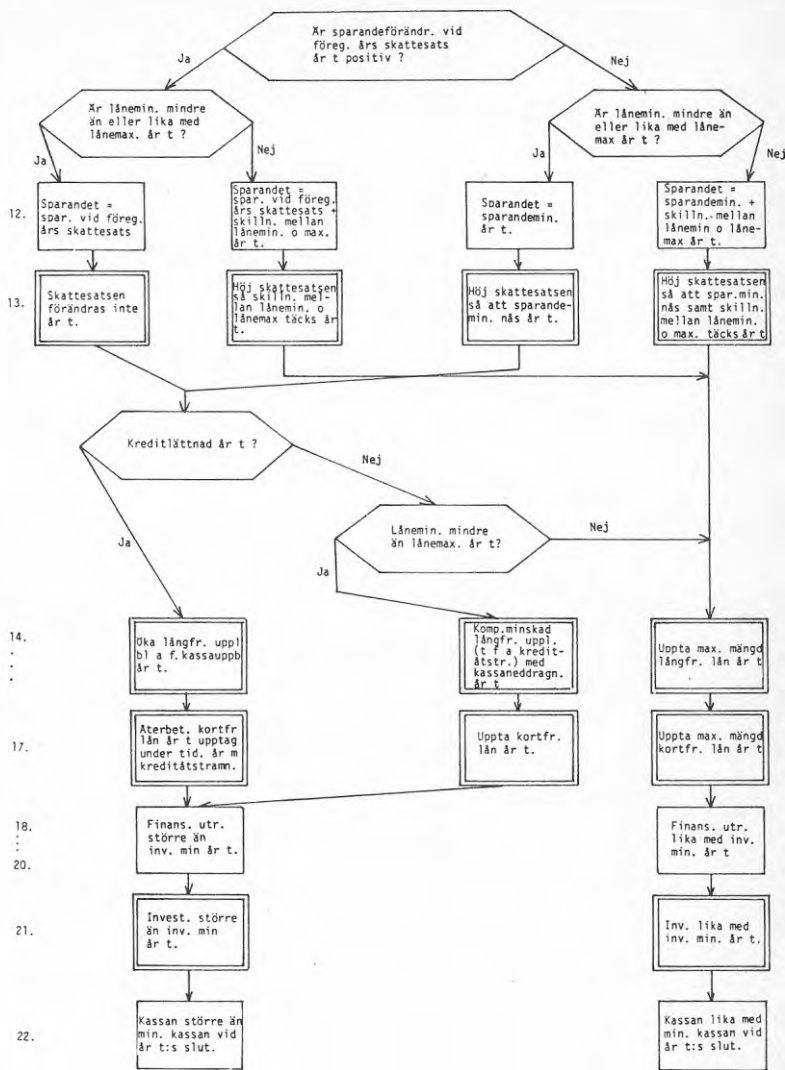 Är sparandeförändr. vid
föreg. års skattesats
år t positiv ?
Ja
Nej
Är lånemin. mindre
än eller lika med
lånemax. år t ?
Är lånemin. mindre än
eller lika med låne-
max år t ?
Ja
Nej
Ja
Nej
12.
Sparandet =
spar. vid föreg.
års skattesats
Sparandet =
spar. vid föreg.
års skattesats +
skilln. mellan
lånemin. o max.
år t.
Sparandet =
sparandemin.
år t.
Sparandet =
sparandemin. +
skilln. mellan
lånemin o låne-
max år t.
13.
Skattesatsen
förändras inte
år t.
Höj skattesatsen
så skilln. mel-
lan lånemin. o
lånemax täcks år
t.
Höj skattesatsen
så att sparande-
min. nås år t.
Höj skattesatsen
så att spar.min.
nås samt skilln.
mellan lånemin.
o max. täcks år t
Kreditlättnad år t ?
Nej
Ja
Lånemin. mindre
än lånemax. år t?
Nej
Ja
14.
.
.
.
Öka långfr. uppl
bl a f.kassauppb
år t.
Komp.minskad
långfr. uppl.
(t f a kredit-
åtstr.) med
kassaneddragn.
år t
Uppta max. mängd
långfr. lån år t
17.
Återbet. kortfr
lån år t upptag
under tid. år m
kreditåtstramn.
Uppta kortfr.
lån år t.
Uppta max. mängd
kortfr. lån år t
18.
:
20.
Finans. utr.
större än
inv. min år t.
Finans. utr.
lika med inv.
min. år t
21.
Invest. större
än inv. min
år t.
Inv. lika med
inv. min. år t.
22.
Kassan större än
min. kassan vid
år t:s slut.
Kassan lika med
min. kassan vid
år t:s slut.